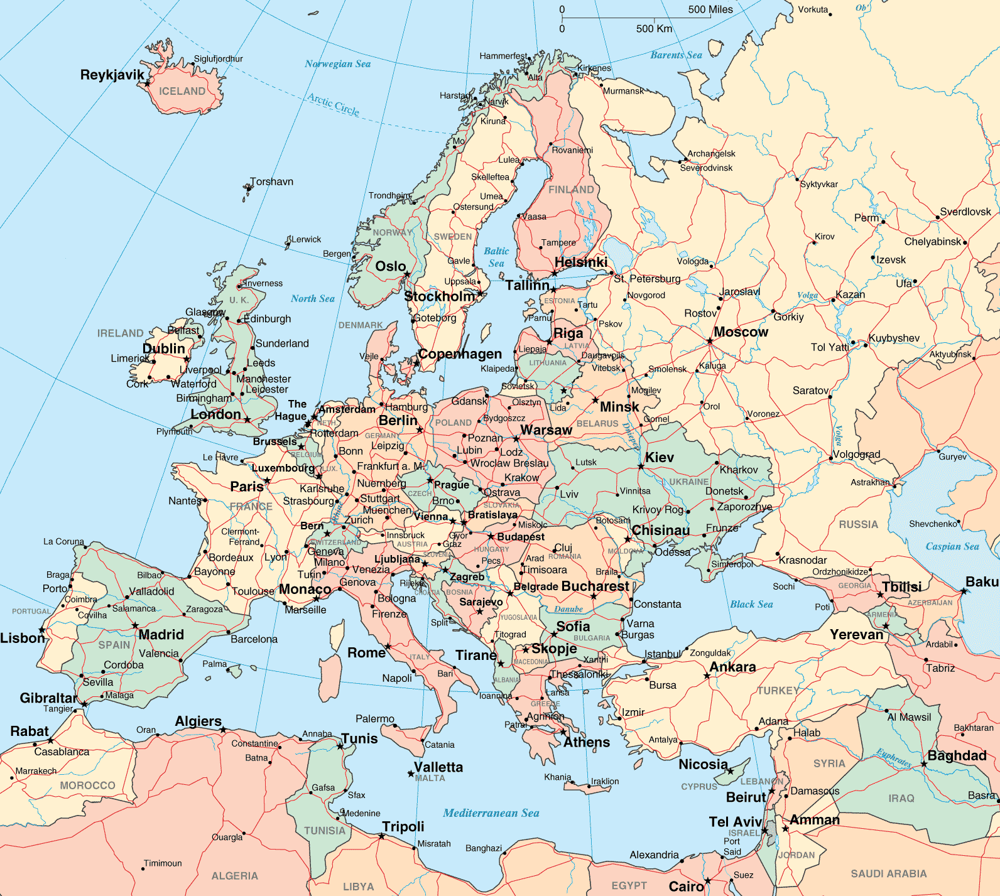 0
500 Miles
0
500 Km
Vorkuta
Ob'
Barents Sea
Norwegian Sea
Arctic Circle
Siglufjordhur
Reykjavik
ICELAND
Hammerfest
Kirkenes
Alta
Murmansk
Harstad
Narvik
Kiruna
Mo
Rovaniemi
Archangelsk
Severodvinsk
Lulea
Skelleftea
Syktyvkar
Torshavn
FINLAND
Umea
Trondheim
Ostersund
Vaasa
Sverdlovsk
Perm
NORWAY
SWEDEN
Lerwick
Tampere
Kirov
Chelyabinsk
Bergen
Baltic
Sea
Gavle
Helsinki
Vologda
Izevsk
Oslo
Uppsala
St. Petersburg
Tallinn
Ufa
Inverness
North Sea
Stockholm
Novgorod
Jaroslavl
Volga
Kazan
U. K.
ESTONIA
Tartu
Rostov
Glasgow
Edinburgh
Goteborg
Parnu
Pskov
Gorkiy
IRELAND
Belfast
DENMARK
Riga
Moscow
LATVIA
Dublin
Sunderland
Liepaja
Tol Yatti
Kuybyshev
Limerick
Vejle
Copenhagen
Daugavpils
Aktyubinsk
Leeds
LITHUANIA
Liverpool
Manchester
Klaipeda
Vitebsk
Smolensk
Kaluga
Cork
Waterford
Leicester
Sovietsk
Mogilev
Saratov
Birmingham
Gdansk
Olsztyn
Lida
Minsk
Orol
The
Hague
Amsterdam
Hamburg
London
Berlin
Bydgoszcz
Gomel
Voronez
NETH.
POLAND
BELARUS
Plymouth
Rotterdam
GERMANY
Warsaw
Dnieper
Volga
Brussels
Poznan
Leipzig
BELGIUM
Bonn
Lubin
Lodz
Kiev
Volgograd
Guryev
Le Havre
Wroclaw
Breslau
Lutsk
Kharkov
Luxembourg
LUX.
Frankfurt a. M.
Krakow
UKRAINE
Astrakhan
Paris
Karlsruhe
Nuernberg
Prague
Ostrava
Lviv
Vinnitsa
Donetsk
Nantes
FRANCE
Strasbourg
Stuttgart
CZECH
Brno
SLOVAKIA
Krivoy Rog
Zaporozhye
Rhine
Muenchen
Vienna
Bratislava
Botosani
RUSSIA
Shevchenko
Bern
Zurich
Miskolc
Chisinau
Frunze
Clermont-
Ferrand
Innsbruck
Gyor
Budapest
La Coruna
SWITZERLAND
AUSTRIA
Graz
HUNGARY
Cluj
Caspian Sea
Geneva
MOLDOVA
Odessa
Bordeaux
Lyon
Milano
Ljubljana
SLOVENIA
Arad
ROMANIA
Krasnodar
Braga
Bilbao
Bayonne
Turin
Venezia
Pecs
Timisoara
Braila
Simferopol
Ordzhonikidze
Porto
Zagreb
Genova
Rijeka
Belgrade
Bucharest
Sochi
GEORGIA
Tbilisi
Baku
Valladolid
Toulouse
Monaco
CROATIA
BOSNIA
Coimbra
Bologna
Sarajevo
Constanta
Black Sea
Poti
AZERBAIJAN
PORTUGAL
Covilha
Salamanca
Zaragoza
Marseille
Firenze
Danube
ARMENIA
Split
YUGOSLAVIA
Varna
Lisbon
Madrid
Barcelona
Titograd
Sofia
Burgas
Yerevan
SPAIN
BULGARIA
Ardabil
Valencia
Rome
Tirane
Skopje
Istanbul
Zonguldak
Cordoba
Palma
ITALY
MACEDONIA
Xanthi
Ankara
Tabriz
Sevilla
Napoli
Bari
ALBANIA
Thessaloniki
Bursa
Gibraltar
Malaga
Ioannina
Larisa
TURKEY
Tangier
GREECE
Algiers
Palermo
Agrinion
Izmir
Adana
Al Mawsil
Rabat
Oran
Annaba
Tunis
Patrai
Halab
Bakhtaran
Casablanca
Constantine
Catania
Athens
Antalya
Batna
Marrakech
Valletta
MALTA
Nicosia
SYRIA
Euphrates
Baghdad
MOROCCO
Gafsa
Sfax
Khania
Iraklion
CYPRUS
LEBANON
Beirut
Damascus
IRAQ
Basra
Medenine
Mediterranean Sea
Tel Aviv
Amman
TUNISIA
Tripoli
ISRAEL
Ouargla
Misratah
Banghazi
Port
Said
Alexandria
JORDAN
Timimoun
ALGERIA
Suez
SAUDI ARABIA
LIBYA
EGYPT
Cairo